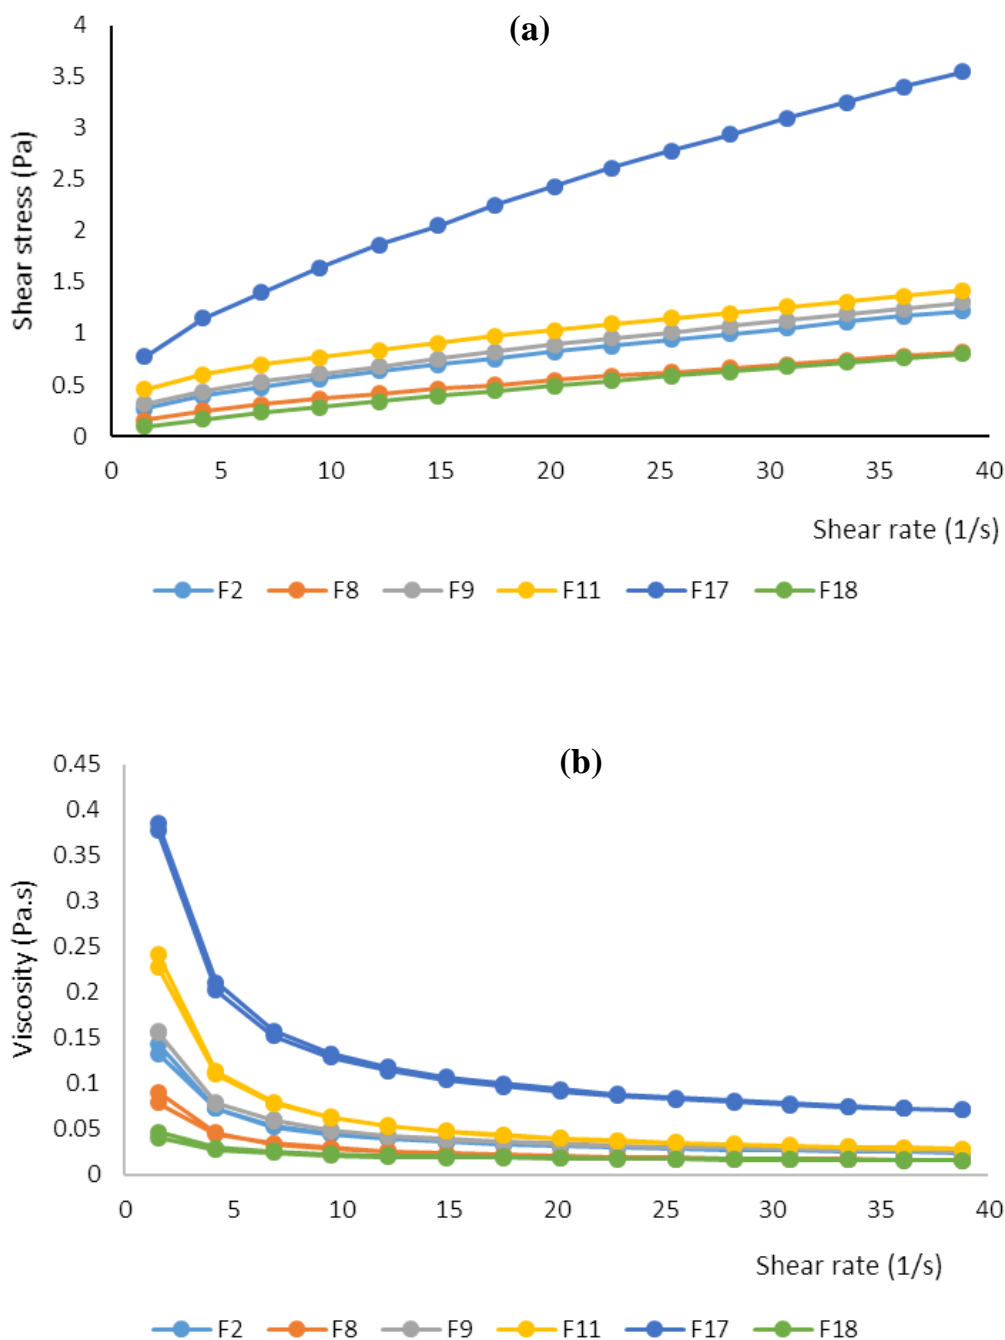 (a)
4
3.5
3
2.5
2
1.5
1
0.5
0
Shear stress (Pa)
0 5 10 15 20 25 30 35 40
Shear rate (1/s)
F2 F8 F9 F11 F17 F18
(b)
0.45
0.4
0.35
0.3
0.25
0.2
0.15
0.1
0.05
0
Viscosity (Pa.s)
0 5 10 15 20 25 30 35 40
Shear rate (1/s)
F2 F8 F9 F11 F17 F18